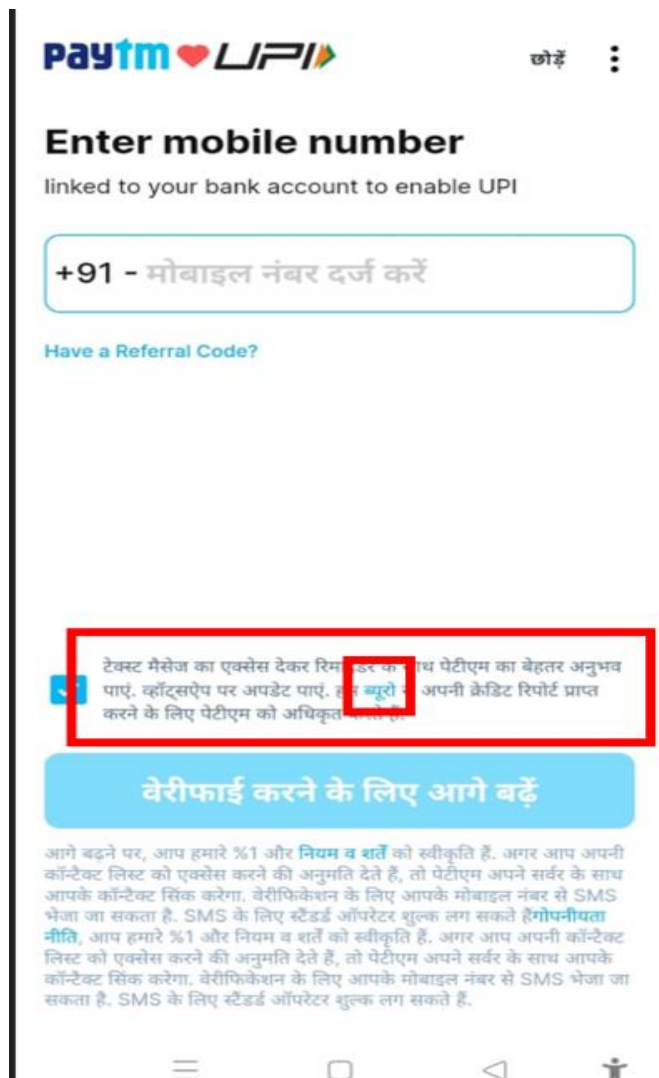 paytm UPI
छोड़ें
Enter mobile number
linked to your bank account to enable UPI
+91 - मोबाइल नंबर दर्ज करें
Have a Referral Code?
टेक्स्ट मैसेज का एक्सेस देकर के पेटीएम का बेहतर अनुभव
पाएं. व्हॉट्सऐप पर अपडेट पाएं. ब्यूरो अपनी क्रेडिट रिपोर्ट प्राप्त
करने के लिए पेटीएम को अधिकृत
वेरीफाई करने के लिए आगे बढ़ें
आगे बढ़ने पर, आप हमारे %1 और नियम व शर्तें को स्वीकृति हैं. अगर आप अपनी
कॉन्टैक्ट लिस्ट को एक्सेस करने की अनुमति देते हैं, तो पेटीएम अपने सर्वर के साथ
आपके कॉन्टैक्ट सिंक करेगा. वेरीफिकेशन के लिए आपके मोबाइल नंबर से SMS
भेजा जा सकता है. SMS के लिए स्टैंडर्ड ऑपरेटर शुल्क लग सकते हैंगोपनीयता
नीति, आप हमारे %1 और नियम व शर्तें को स्वीकृति हैं. अगर आप अपनी कॉन्टैक्ट
लिस्ट को एक्सेस करने की अनुमति देते हैं, तो पेटीएम अपने सर्वर के साथ आपके
कॉन्टैक्ट सिंक करेगा. वेरीफिकेशन के लिए आपके मोबाइल नंबर से SMS भेजा जा
सकता है. SMS के लिए स्टैंडर्ड ऑपरेटर शुल्क लग सकते हैं.